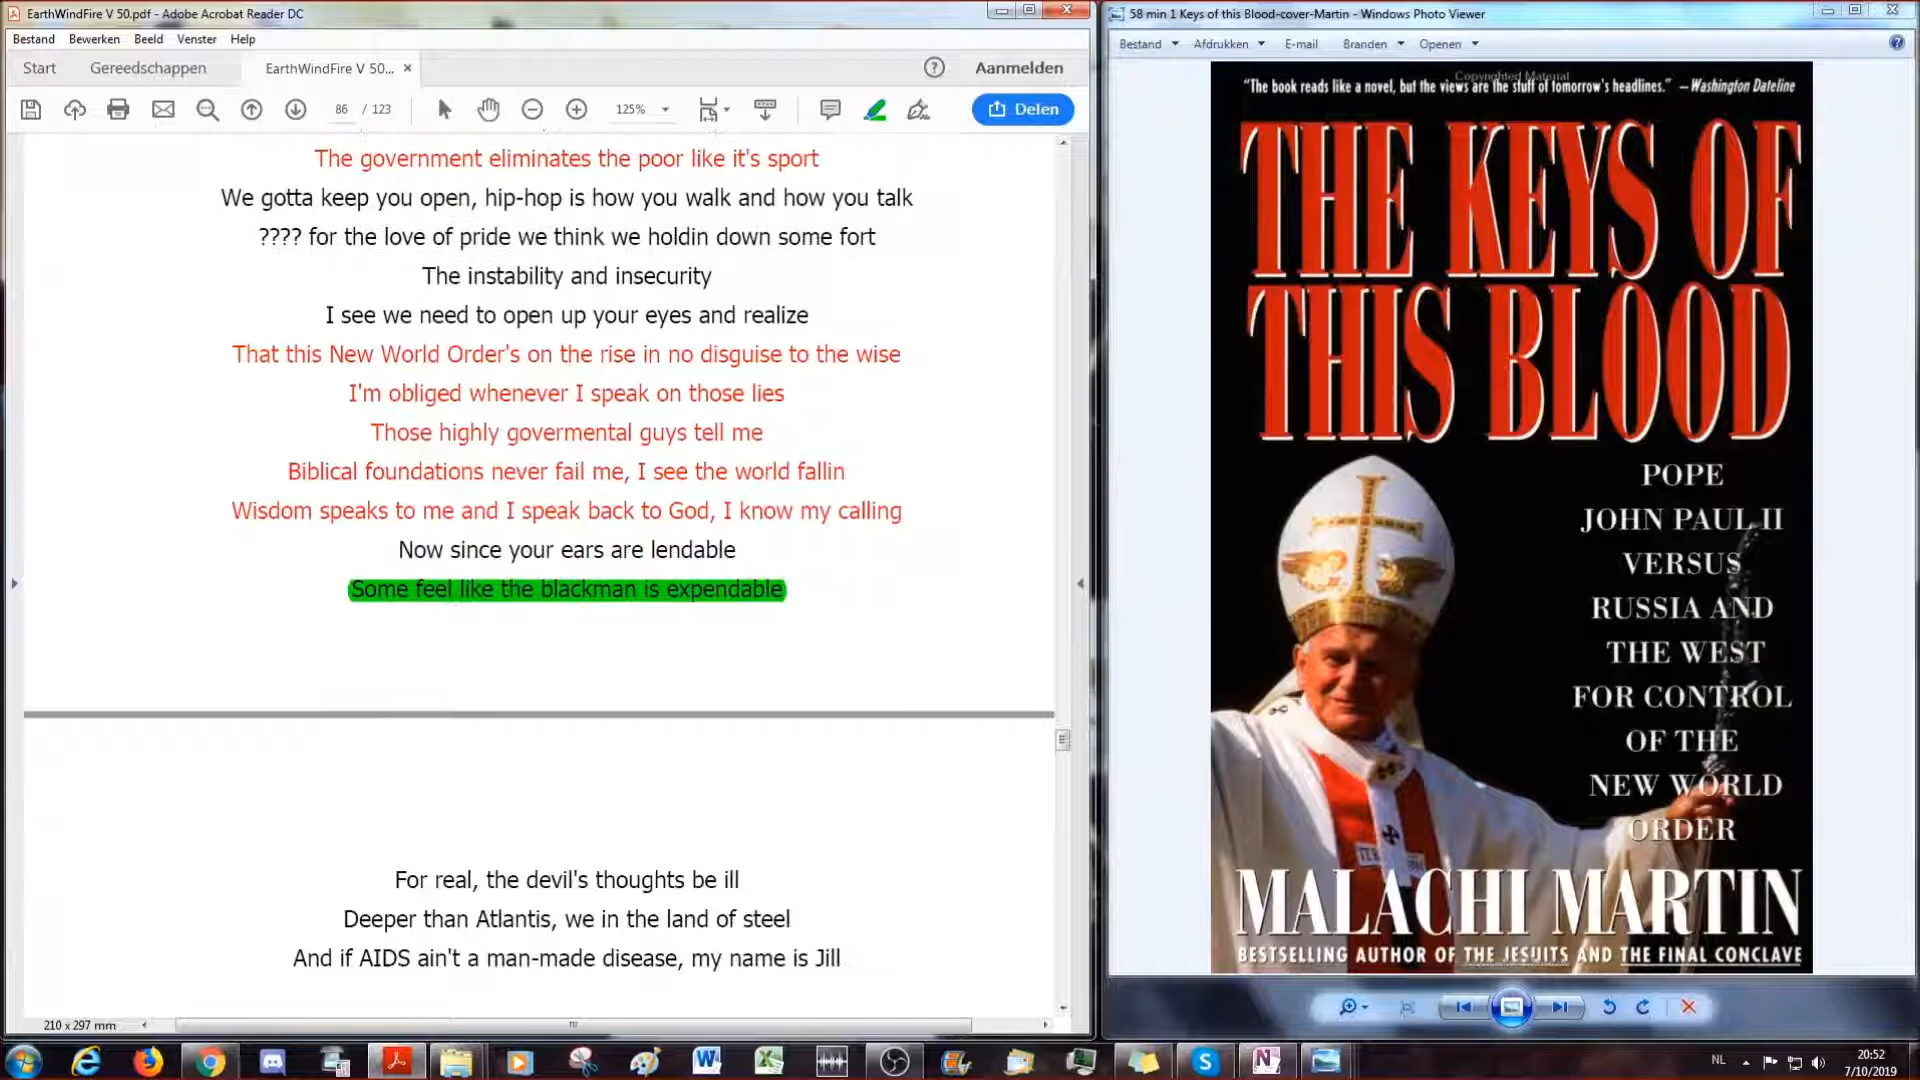 EarthWindFire V 50.pdf - Adobe Acrobat Reader DC
Bestand Bewerken Beeld Venster Help
Start Gereedschappen EarthWindFire V 50... × Aanmelden
86 / 123 125% Delen
The government eliminates the poor like it's sport
We gotta keep you open, hip-hop is how you walk and how you talk
???? for the love of pride we think we holdin down some fort
The instability and insecurity
I see we need to open up your eyes and realize
That this New World Order's on the rise in no disguise to the wise
I'm obliged whenever I speak on those lies
Those highly govermental guys tell me
Biblical foundations never fail me, I see the world fallin
Wisdom speaks to me and I speak back to God, I know my calling
Now since your ears are lendable
Some feel like the blackman is expendable
For real, the devil's thoughts be ill
Deeper than Atlantis, we in the land of steel
And if AIDS ain't a man-made disease, my name is Jill
210 x 297 mm
58 min 1 Keys of this Blood-cover-Martin - Windows Photo Viewer
Bestand Afdrukken E-mail Branden Openen
Copyrighted Material
"The book reads like a novel, but the views are the stuff of tomorrow's headlines." —Washington Dateline
THE KEYS OF
THIS BLOOD
POPE
JOHN PAUL II
VERSUS
RUSSIA AND
THE WEST
FOR CONTROL
OF THE
NEW WORLD
ORDER
MALACHI MARTIN
BESTSELLING AUTHOR OF THE JESUITS AND THE FINAL CONCLAVE
NL
20:52
7/10/2019